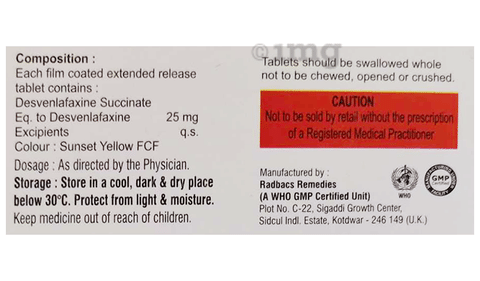 Composition :
Each film coated extended release
tablet contains :
Desvenlafaxine Succinate
Eq. to Desvenlafaxine 25 mg
Excipients q.s.
Colour : Sunset Yellow FCF
Dosage : As directed by the Physician.
Storage : Store in a cool, dark & dry place
below 30°C. Protect from light & moisture.
Keep medicine out of reach of children.
1mg
Tablets should be swallowed whole
not to be chewed, opened or crushed.
CAUTION
Not to be sold by retail without the prescription
of a Registered Medical Practitioner
Manufactured by :
Radbacs Remedies
(A WHO GMP Certified Unit)
Plot No. C-22, Sigaddi Growth Center,
Sidcul Indl. Estate, Kotdwar - 246 149 (U.K.)
WHO
GMP